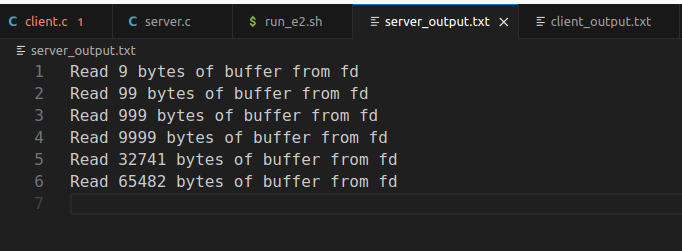 client.c 1 server.c run_e2.sh server_output.txt client_output.txt
server_output.txt
1 Read 9 bytes of buffer from fd
2 Read 99 bytes of buffer from fd
3 Read 999 bytes of buffer from fd
4 Read 9999 bytes of buffer from fd
5 Read 32741 bytes of buffer from fd
6 Read 65482 bytes of buffer from fd
7